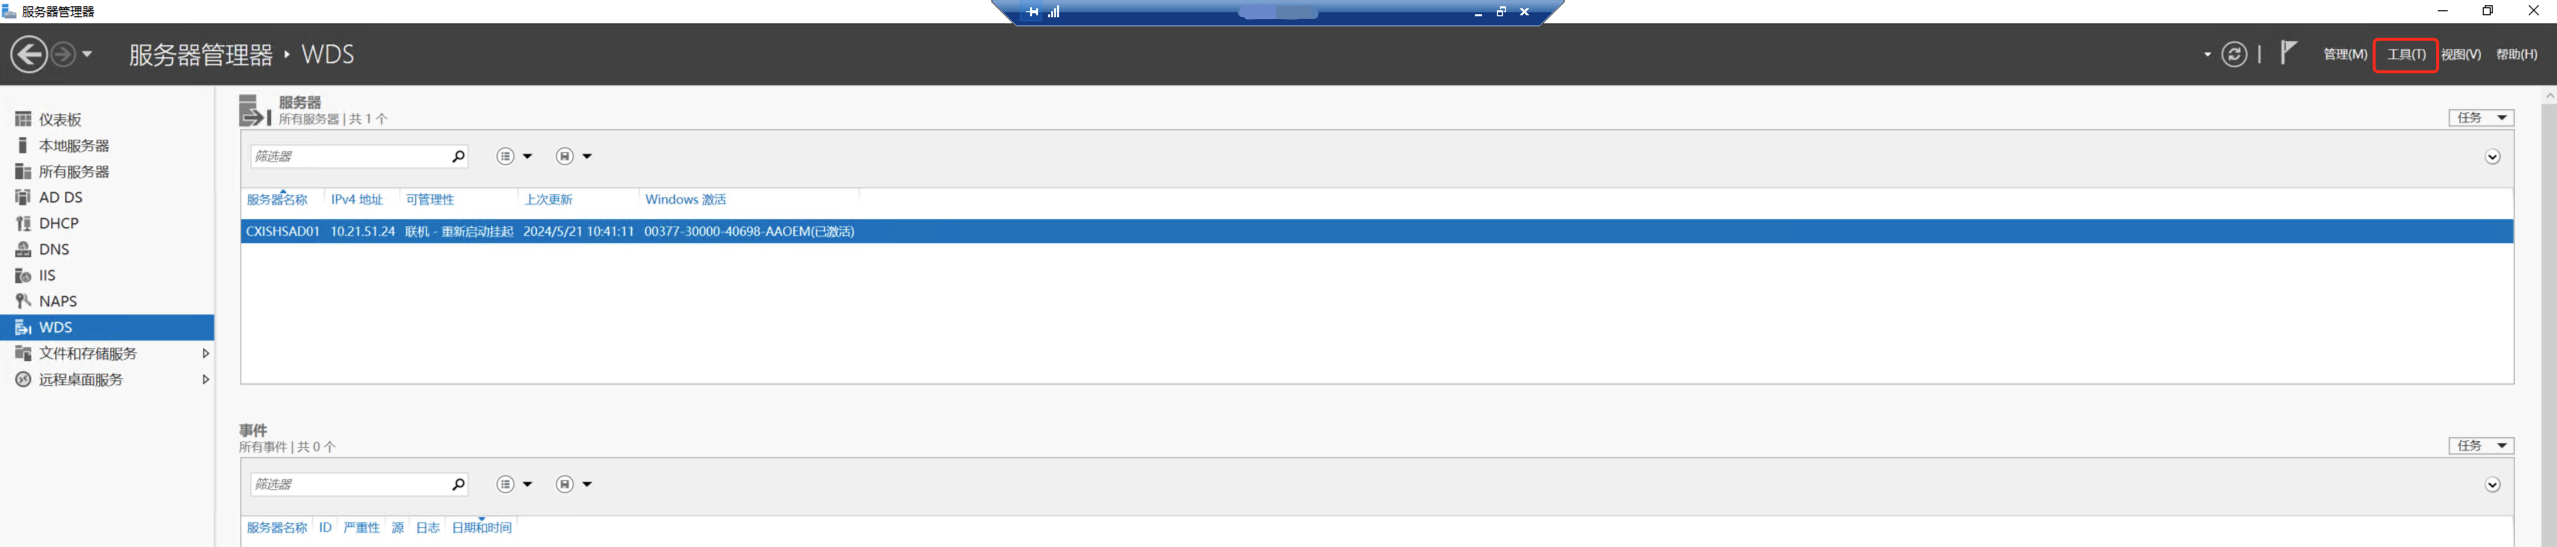 服务器管理器
服务器管理器 ‣ WDS
管理(M) 工具(T) 视图(V) 帮助(H)
仪表板
本地服务器
所有服务器
AD DS
DHCP
DNS
IIS
NAPS
WDS
文件和存储服务
远程桌面服务
服务器
所有服务器 | 共 1 个
任务
筛选器
服务器名称 IPv4 地址 可管理性 上次更新 Windows 激活
CXISHSAD01 10.21.51.24 联机 - 重新启动挂起 2024/5/21 10:41:11 00377-30000-40698-AAOEM(已激活)
事件
所有事件 | 共 0 个
任务
筛选器
服务器名称 ID 严重性 源 日志 日期和时间